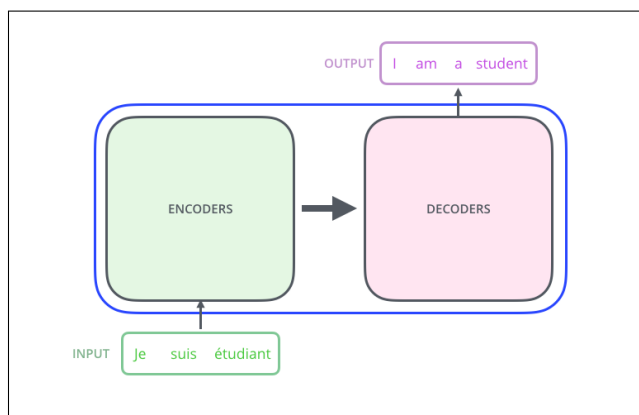 OUTPUT I am a student
ENCODERS DECODERS
INPUT Je suis étudiant